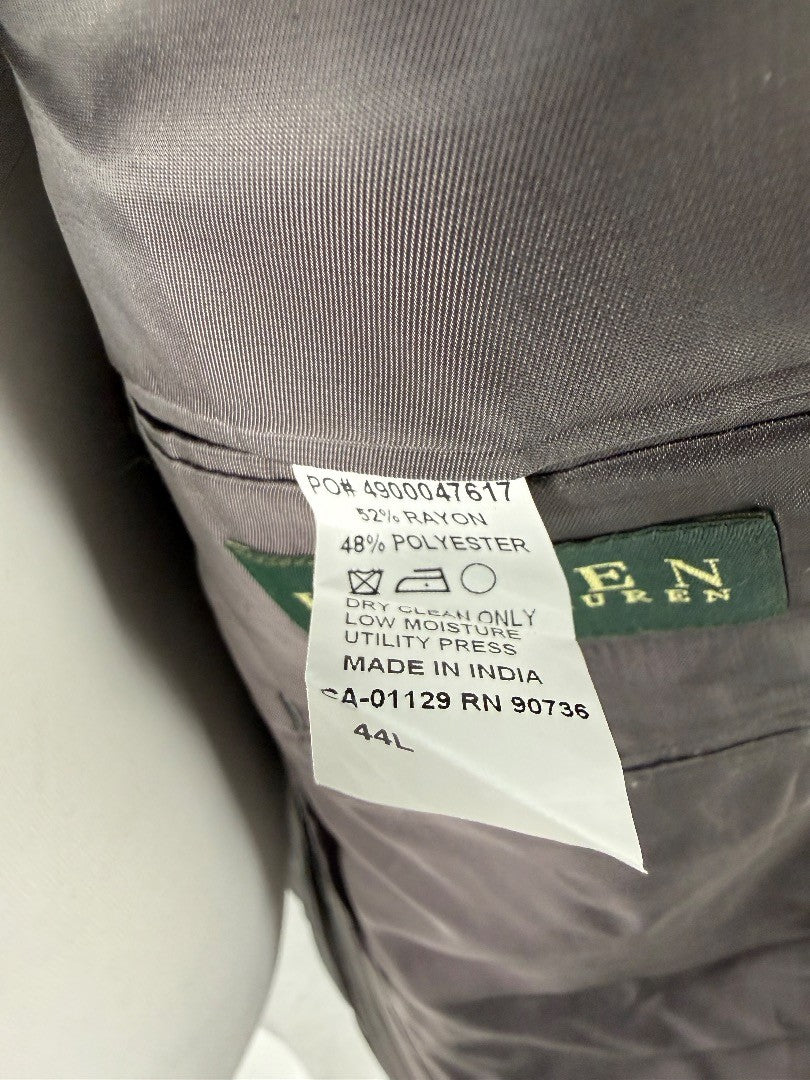 PO# 4900047617
52% RAYON
48% POLYESTER
DRY CLEAN ONLY
LOW MOISTURE
UTILITY PRESS
MADE IN INDIA
CA-01129 RN 90736
44L
EN
UREN